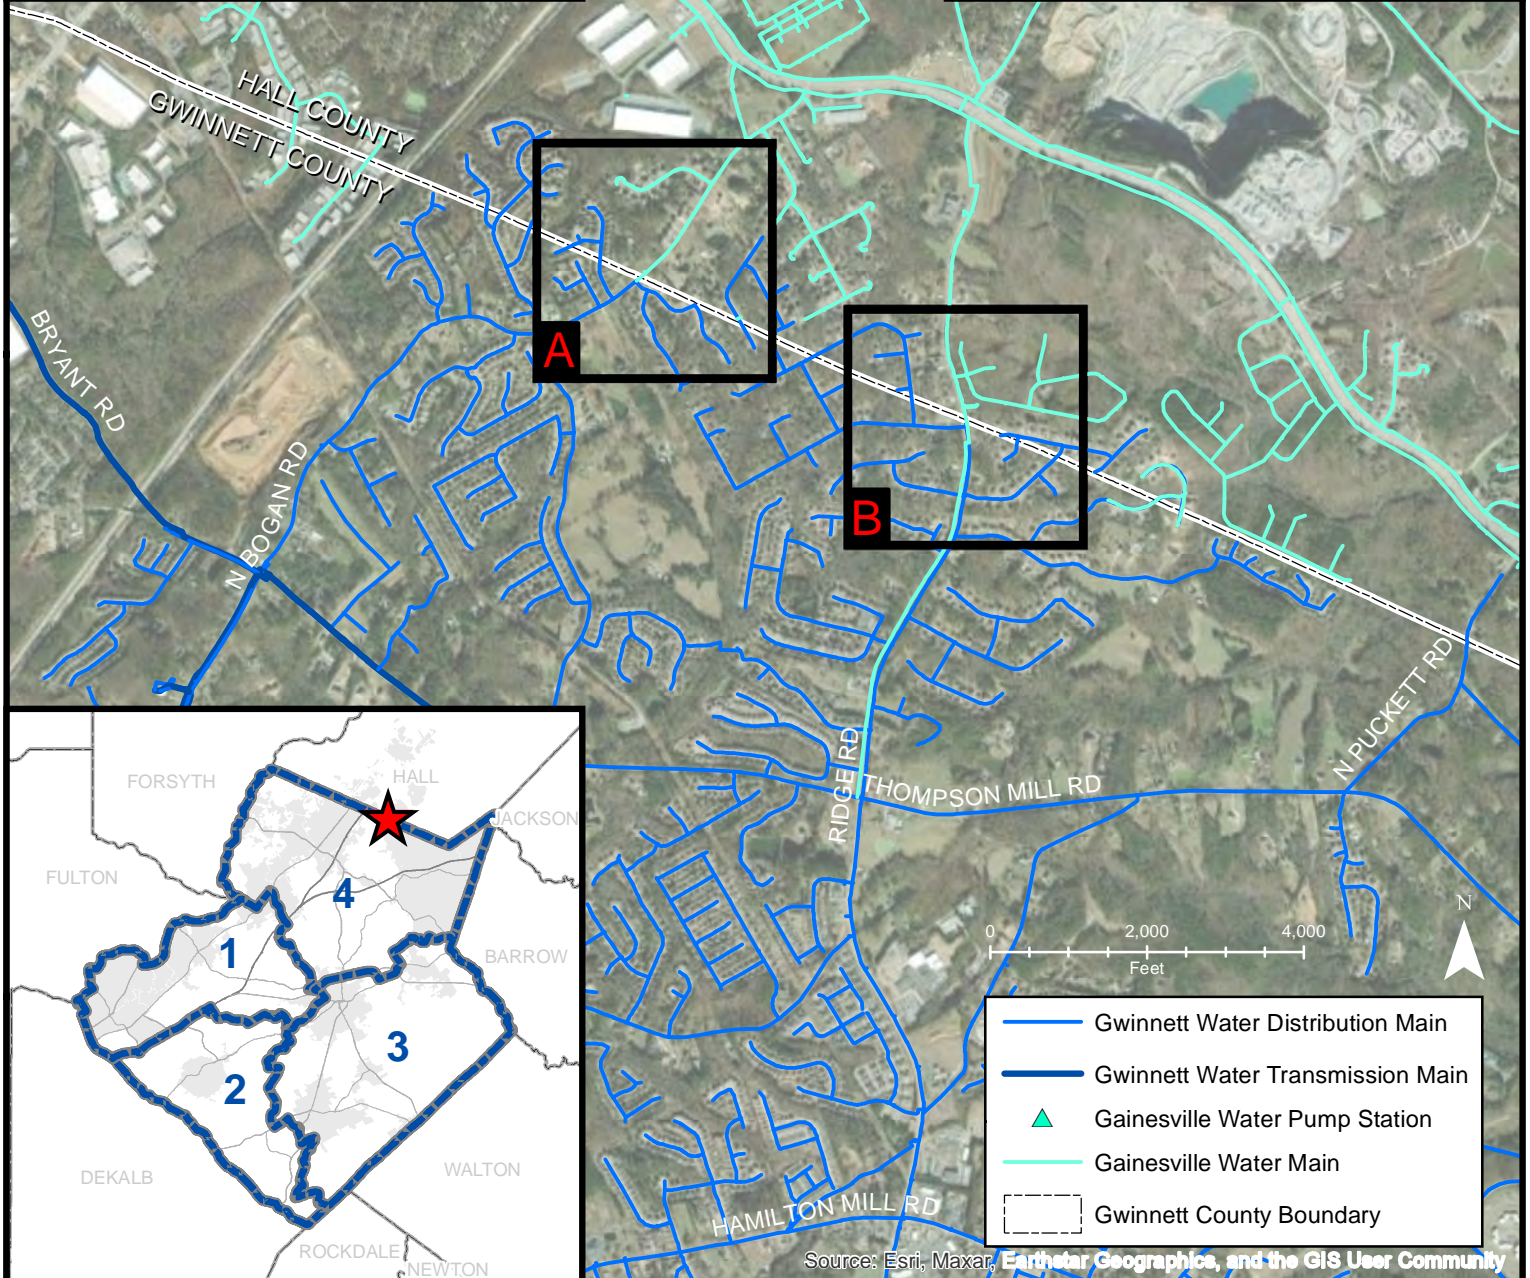 HALL COUNTY
GWINNETT COUNTY
BRYANT RD
N BOGAN RD
A
B
N PUCKETT RD
RIDGE RD
THOMPSON MILL RD
HAMILTON MILL RD
FORSYTH
HALL
JACKSON
FULTON
4
1
BARROW
3
2
DEKALB
WALTON
ROCKDALE
NEWTON
N
0 2,000 4,000
Feet
Gwinnett Water Distribution Main
Gwinnett Water Transmission Main
Gainesville Water Pump Station
Gainesville Water Main
Gwinnett County Boundary
Source: Esri, Maxar, Earthstar Geographics, and the GIS User Community